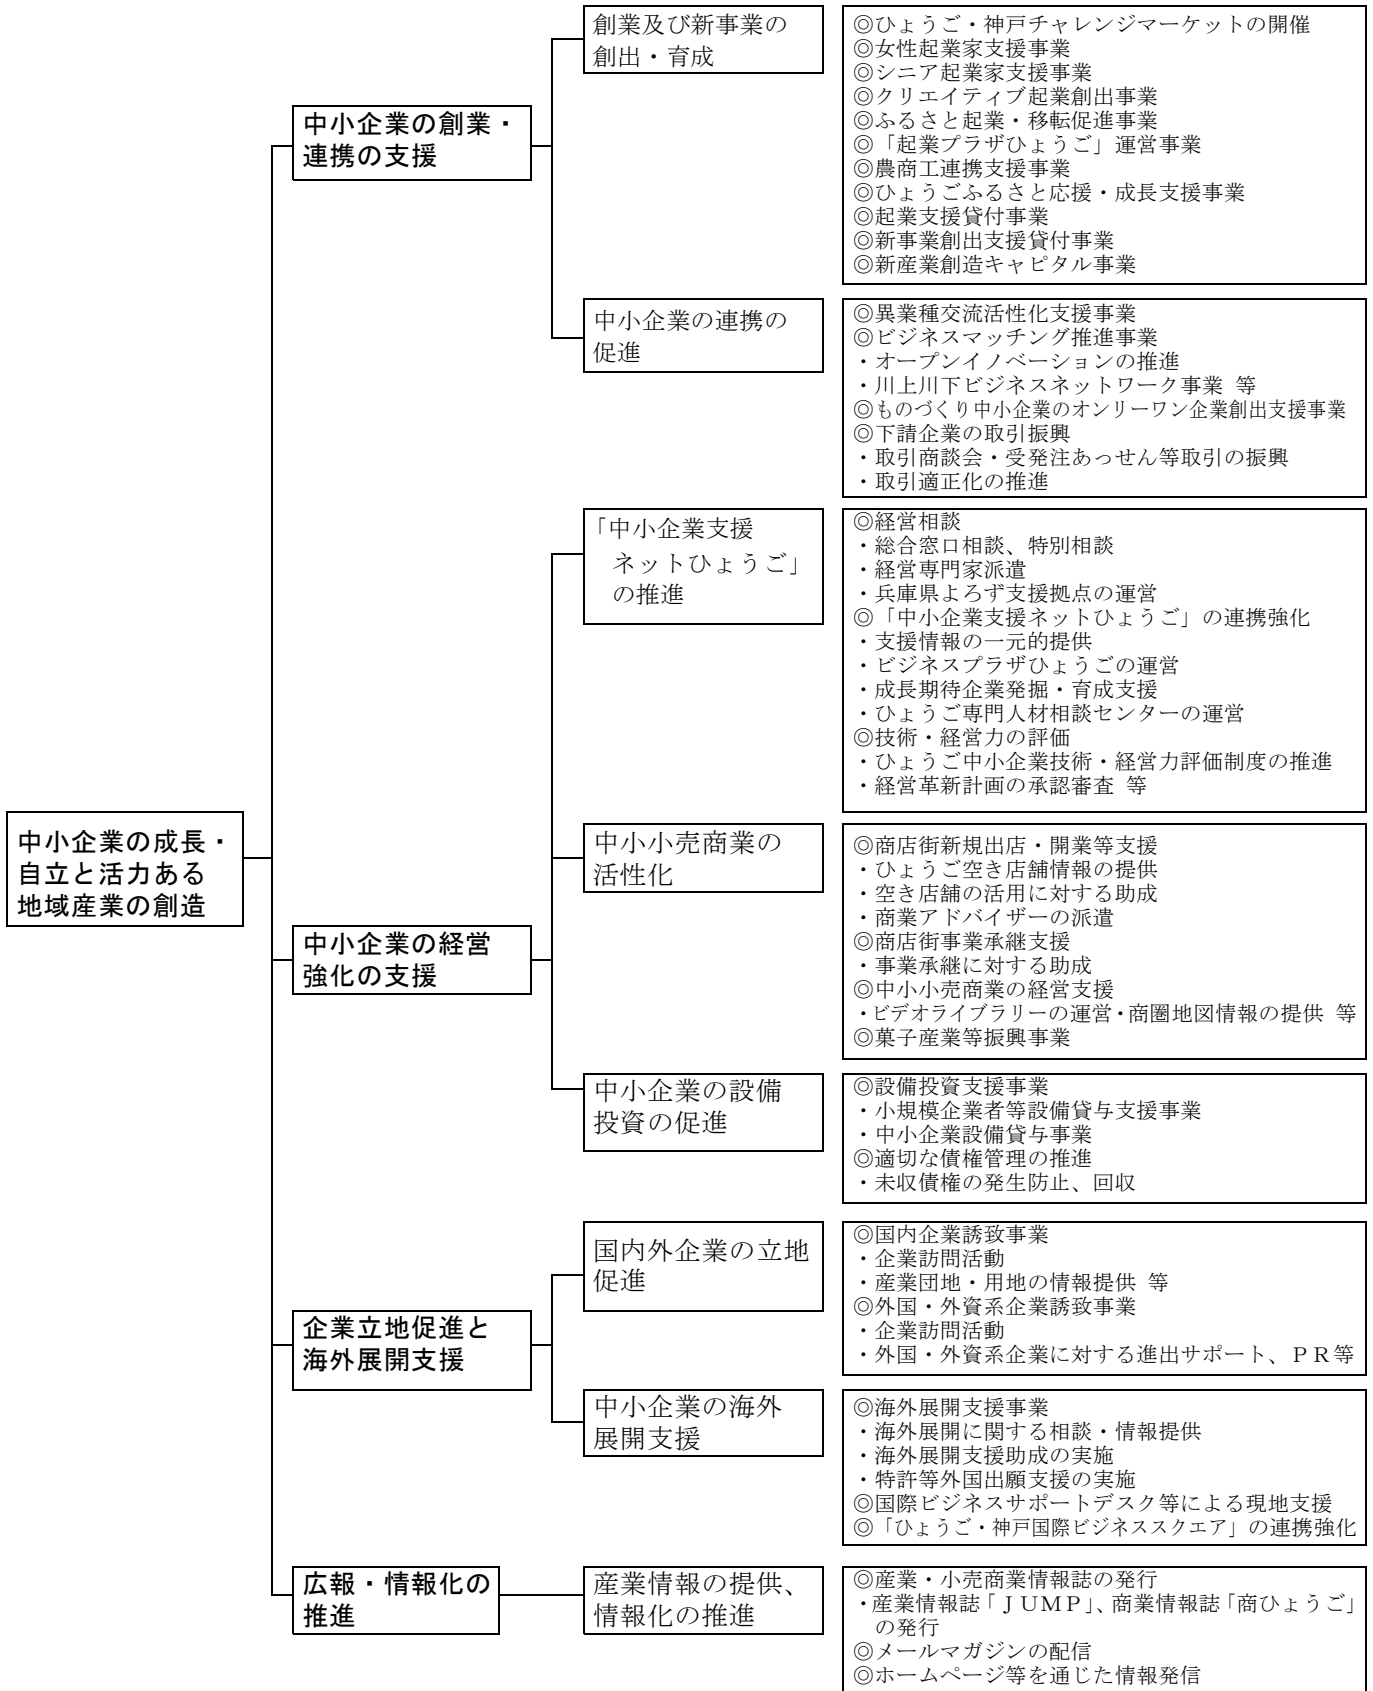 中小企業の成長・
自立と活力ある
地域産業の創造
中小企業の創業・
連携の支援
創業及び新事業の
創出・育成
◎ひょうご・神戸チャレンジマーケットの開催
◎女性起業家支援事業
◎シニア起業家支援事業
◎クリエイティブ起業創出事業
◎ふるさと起業・移転促進事業
◎「起業プラザひょうご」運営事業
◎農商工連携支援事業
◎ひょうごふるさと応援・成長支援事業
◎起業支援貸付事業
◎新事業創出支援貸付事業
◎新産業創造キャピタル事業
中小企業の連携の
促進
◎異業種交流活性化支援事業
◎ビジネスマッチング推進事業
・オープンイノベーションの推進
・川上川下ビジネスネットワーク事業 等
◎ものづくり中小企業のオンリーワン企業創出支援事業
◎下請企業の取引振興
・取引商談会・受発注あっせん等取引の振興
・取引適正化の推進
中小企業の経営
強化の支援
「中小企業支援
ネットひょうご」
の推進
◎経営相談
・総合窓口相談、特別相談
・経営専門家派遣
・兵庫県よろず支援拠点の運営
◎「中小企業支援ネットひょうご」の連携強化
・支援情報の一元的提供
・ビジネスプラザひょうごの運営
・成長期待企業発掘・育成支援
・ひょうご専門人材相談センターの運営
◎技術・経営力の評価
・ひょうご中小企業技術・経営力評価制度の推進
・経営革新計画の承認審査 等
中小小売商業の
活性化
◎商店街新規出店・開業等支援
・ひょうご空き店舗情報の提供
・空き店舗の活用に対する助成
・商業アドバイザーの派遣
◎商店街事業承継支援
・事業承継に対する助成
◎中小小売商業の経営支援
・ビデオライブラリーの運営・商圏地図情報の提供 等
◎菓子産業等振興事業
中小企業の設備
投資の促進
◎設備投資支援事業
・小規模企業者等設備貸与支援事業
・中小企業設備貸与事業
◎適切な債権管理の推進
・未収債権の発生防止、回収
企業立地促進と
海外展開支援
国内外企業の立地
促進
◎国内企業誘致事業
・企業訪問活動
・産業団地・用地の情報提供 等
◎外国・外資系企業誘致事業
・企業訪問活動
・外国・外資系企業に対する進出サポート、ＰＲ等
中小企業の海外
展開支援
◎海外展開支援事業
・海外展開に関する相談・情報提供
・海外展開支援助成の実施
・特許等外国出願支援の実施
◎国際ビジネスサポートデスク等による現地支援
◎「ひょうご・神戸国際ビジネススクエア」の連携強化
広報・情報化の
推進
産業情報の提供、
情報化の推進
◎産業・小売商業情報誌の発行
・産業情報誌「ＪＵＭＰ」、商業情報誌「商ひょうご」
の発行
◎メールマガジンの配信
◎ホームページ等を通じた情報発信